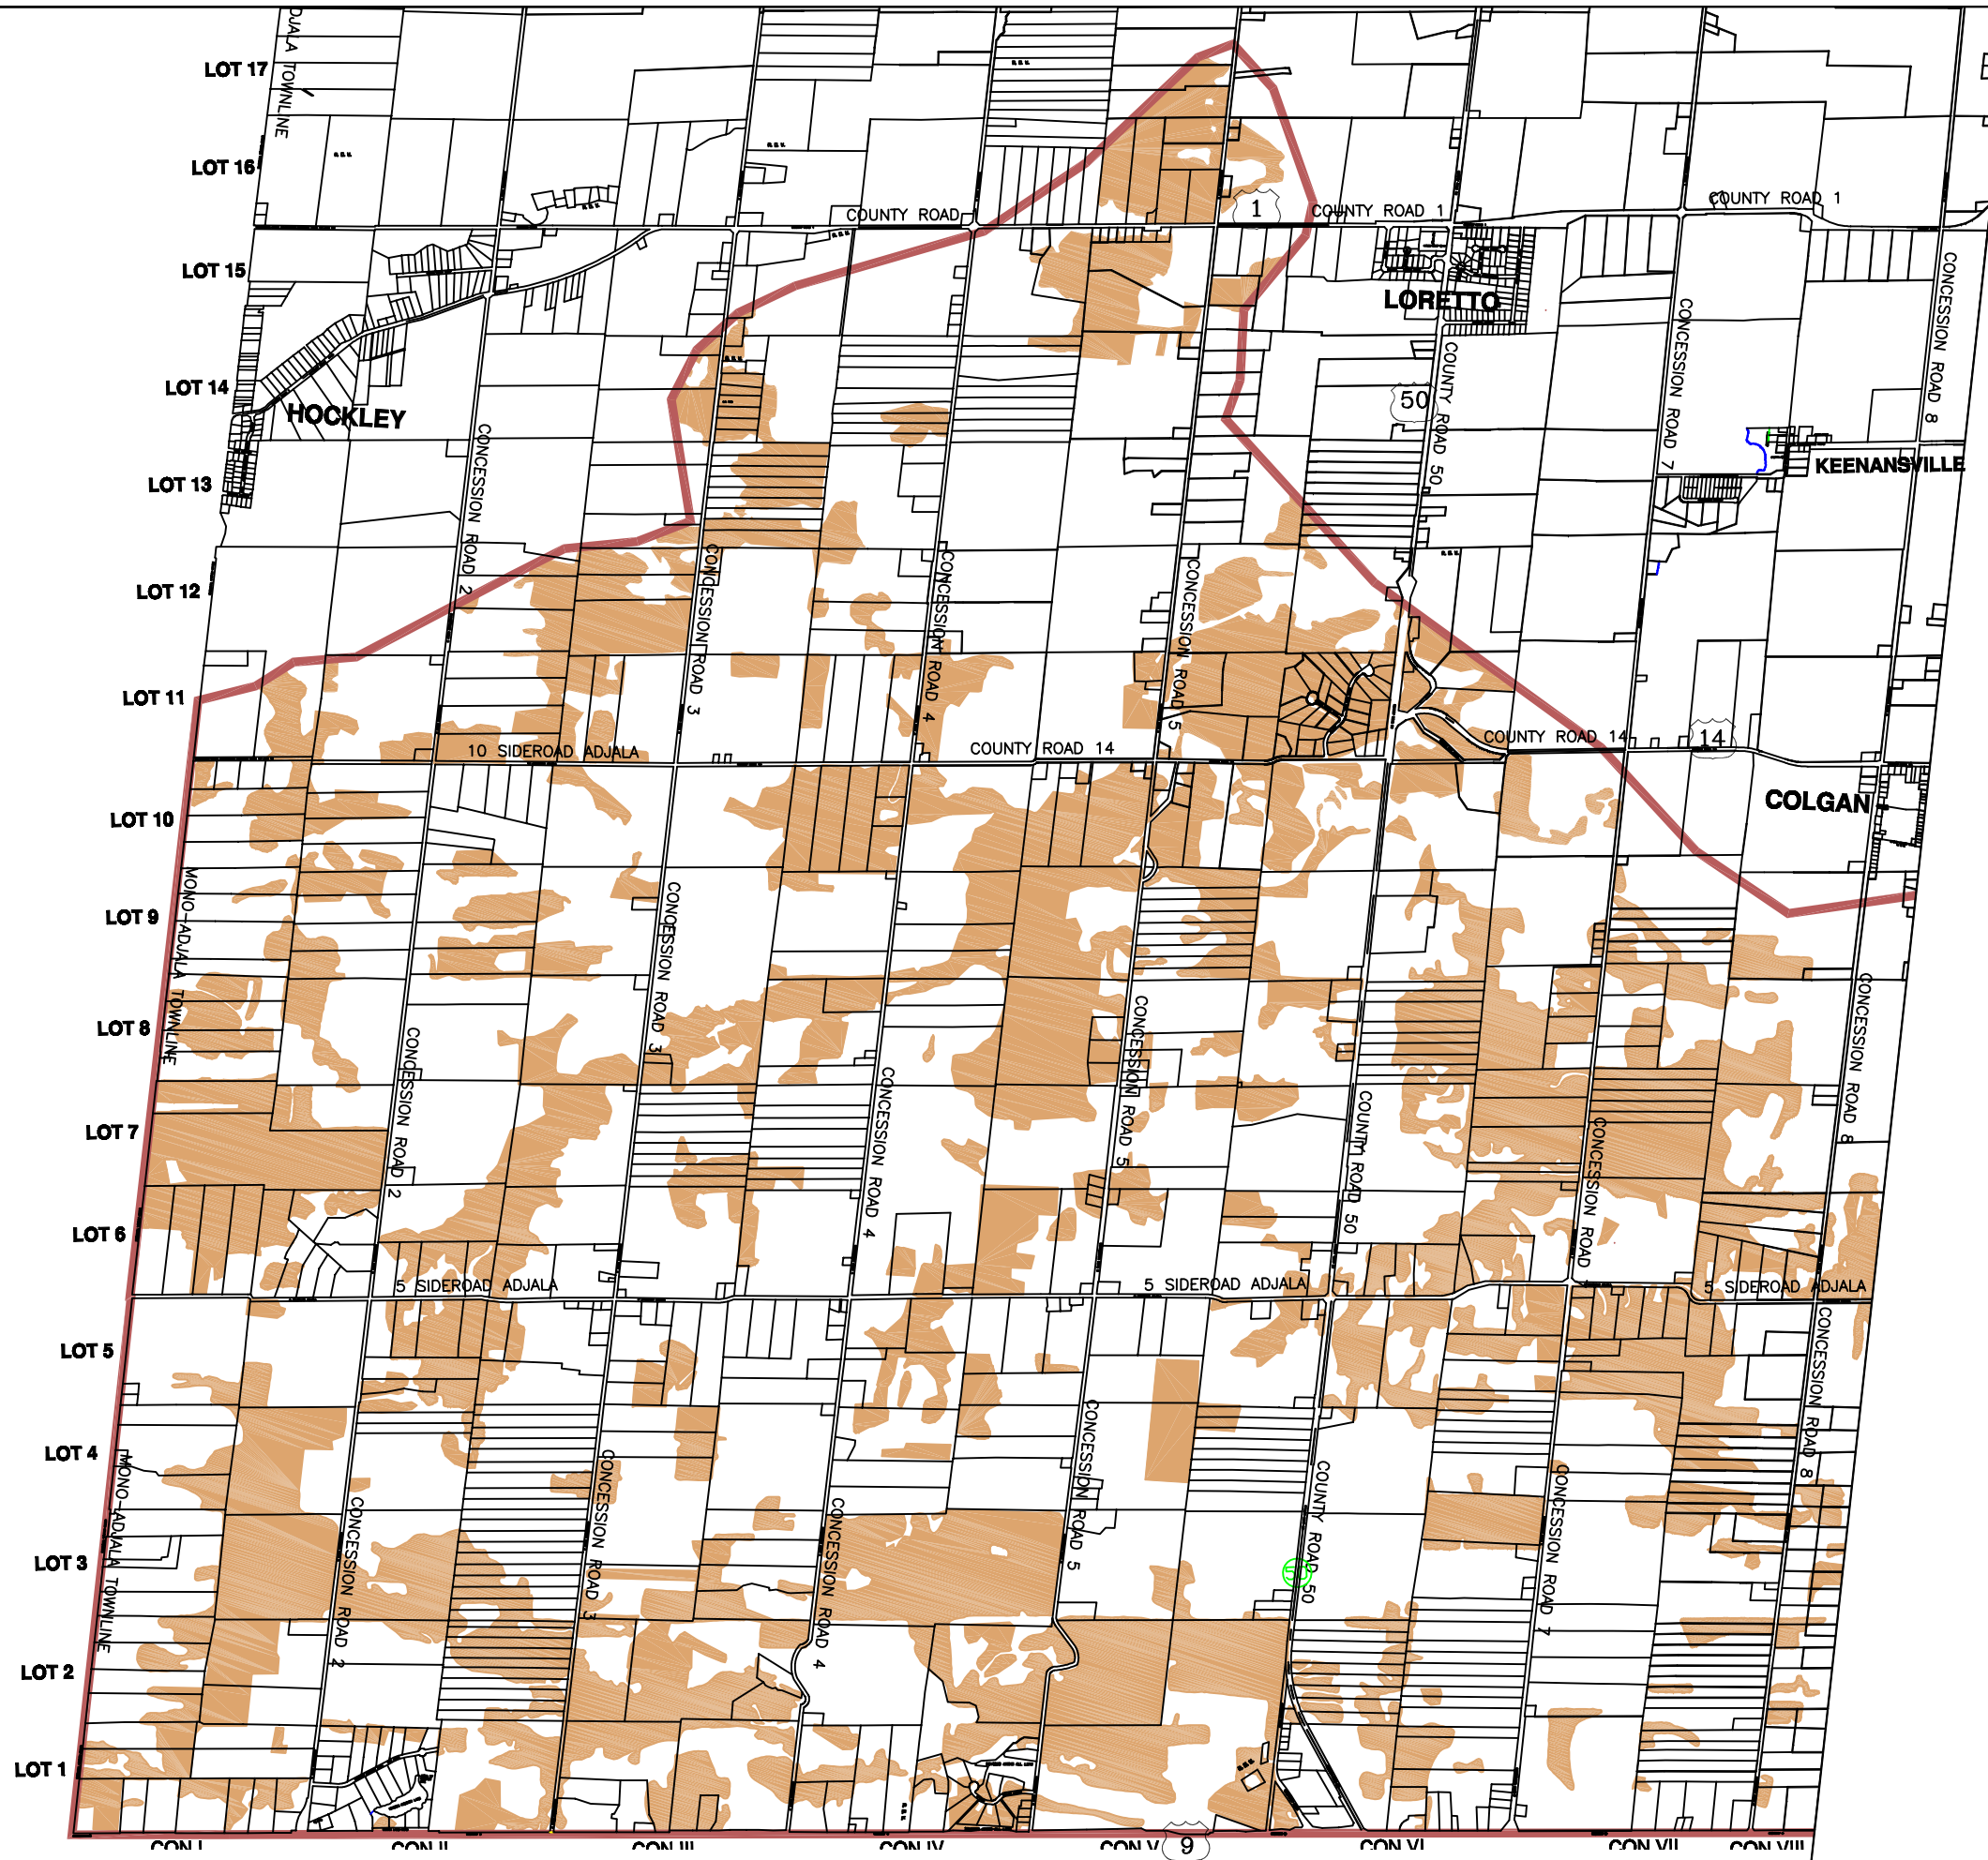 DJALA TOWNLINE
LOT 17
LOT 16
COUNTY ROAD
1
COUNTY ROAD 1
COUNTY ROAD 1
LOT 15
LORETTO
CONCESSION ROAD 8
CONCESSION ROAD 7
COUNTY ROAD 50
50
LOT 14
HOCKLEY
CONCESSION ROAD 2
KEENANSVILLE
LOT 13
CONCESSION ROAD 3
CONCESSION ROAD 4
CONCESSION ROAD 5
LOT 12
LOT 11
10 SIDEROAD ADJALA
COUNTY ROAD 14
COUNTY ROAD 14
14
COLGAN
LOT 10
MONO-ADJALA TOWNLINE
CONCESSION ROAD 3
LOT 9
CONCESSION ROAD 8
CONCESSION ROAD 5
LOT 8
CONCESSION ROAD 2
CONCESSION ROAD 4
COUNTY ROAD 50
CONCESSION ROAD
LOT 7
LOT 6
5 SIDEROAD ADJALA
5 SIDEROAD ADJALA
5 SIDEROAD ADJALA
LOT 5
CONCESSION ROAD 8
CONCESSION ROAD 5
LOT 4
MONO-ADJALA TOWNLINE
CONCESSION ROAD 2
CONCESSION ROAD 3
CONCESSION ROAD 4
COUNTY ROAD 50
CONCESSION ROAD 7
LOT 3
50
LOT 2
LOT 1
CON I
CON II
CON III
CON IV
CON V
9
CON VI
CON VII
CON VIII